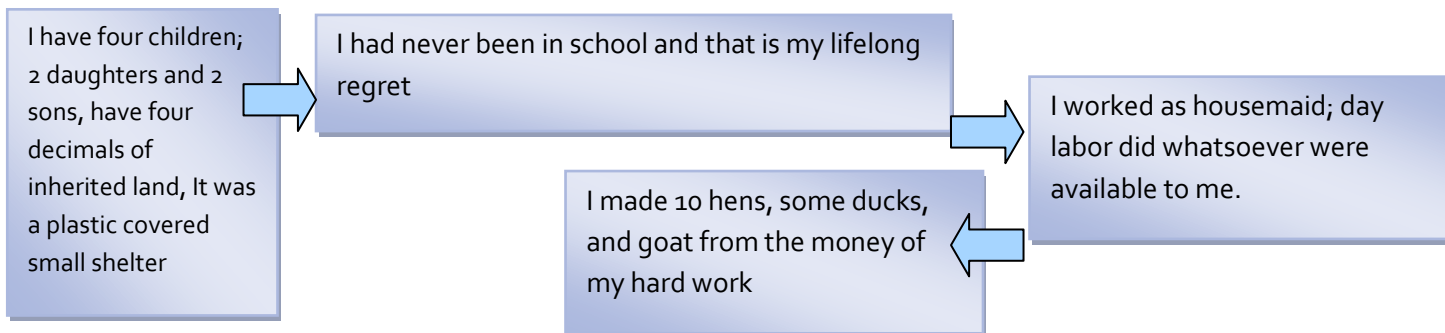 I have four children;
2 daughters and 2
sons, have four
decimals of
inherited land, It was
a plastic covered
small shelter
I had never been in school and that is my lifelong
regret
I worked as housemaid; day
labor did whatsoever were
available to me.
I made 10 hens, some ducks,
and goat from the money of
my hard work